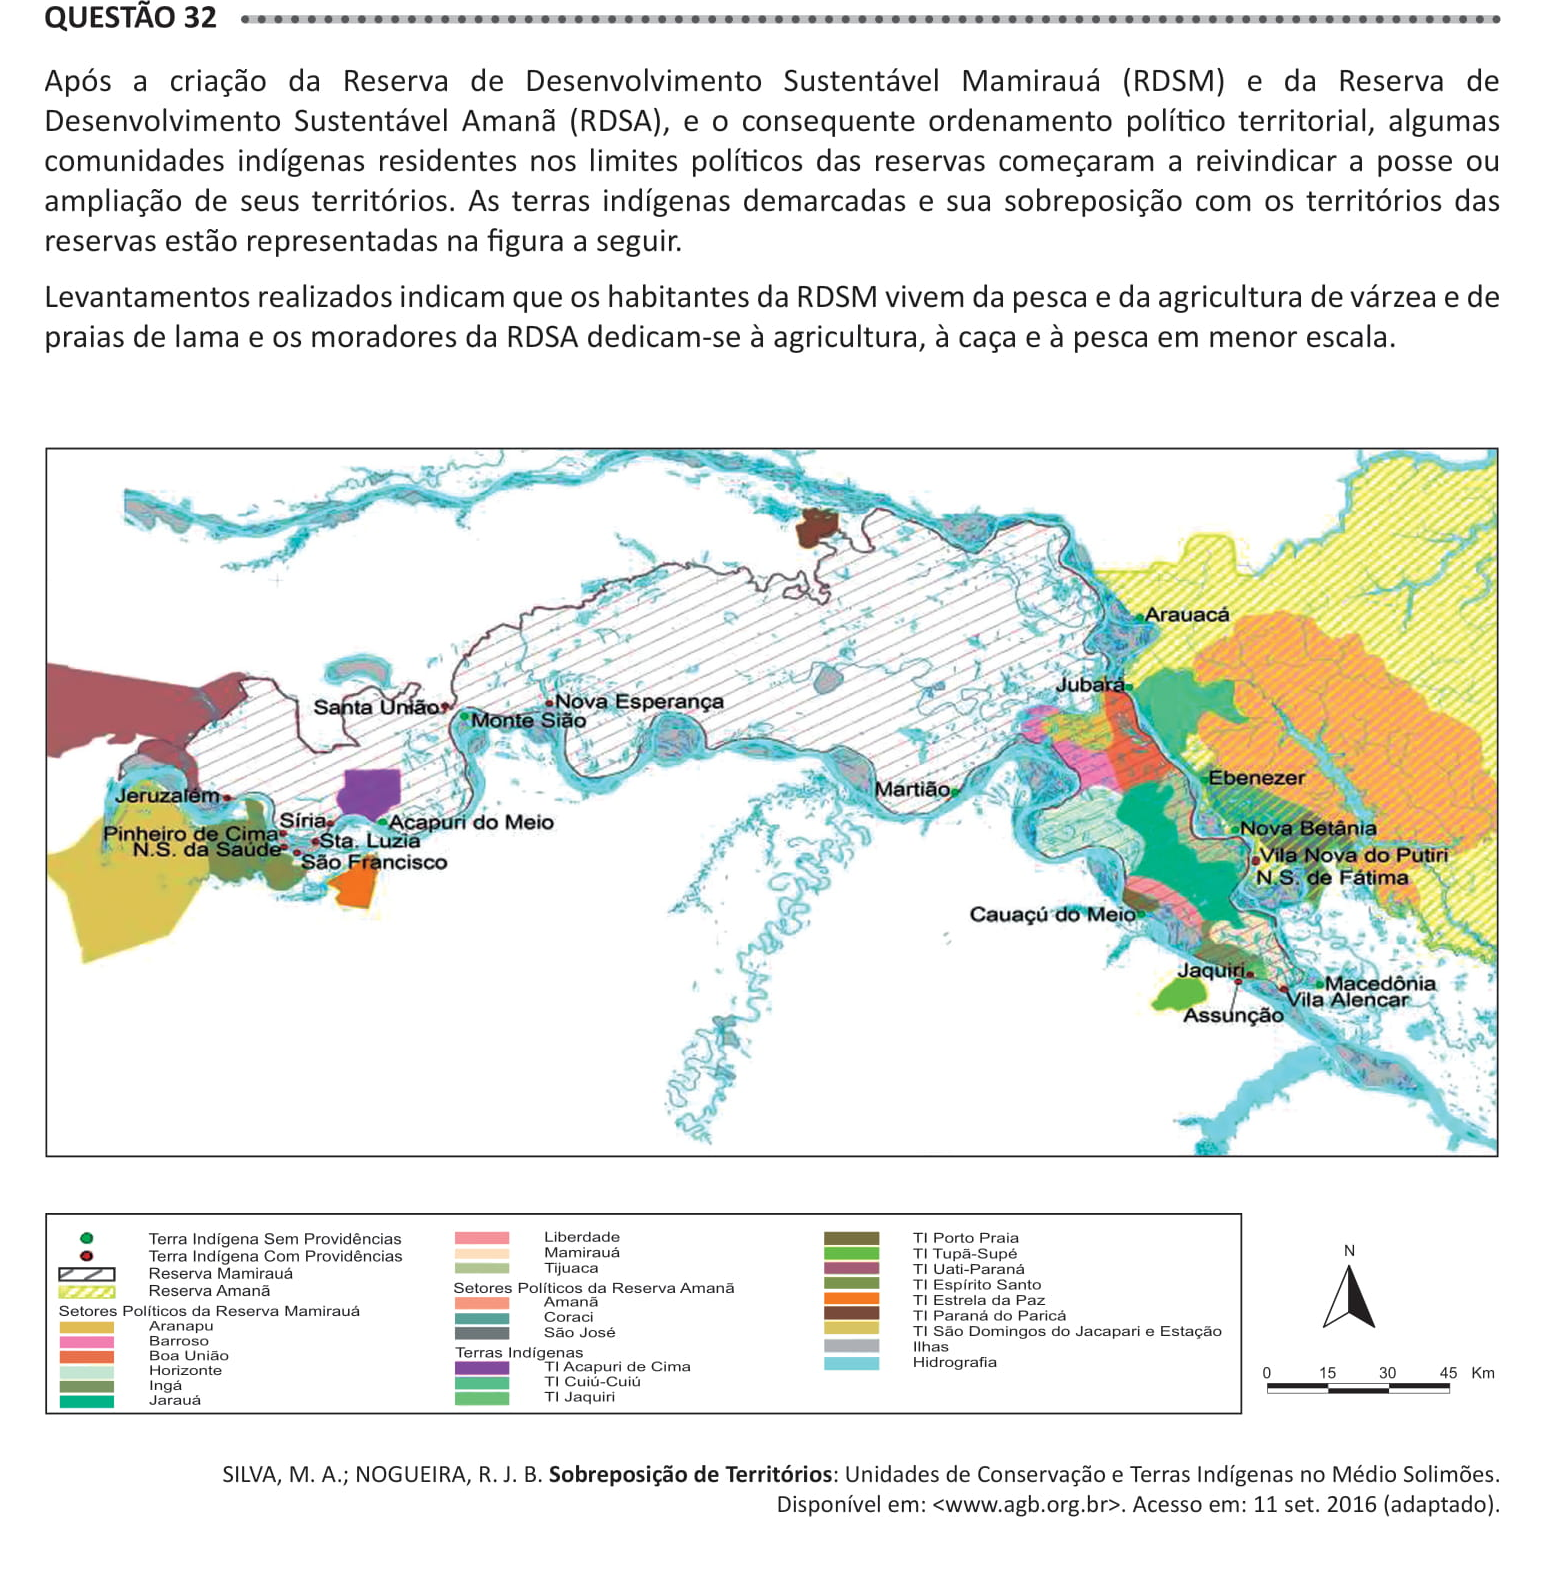 QUESTÃO 32
Após a criação da Reserva de Desenvolvimento Sustentável Mamirauá (RDSM) e da Reserva de
Desenvolvimento Sustentável Amanã (RDSA), e o consequente ordenamento político territorial, algumas
comunidades indígenas residentes nos limites políticos das reservas começaram a reivindicar a posse ou
ampliação de seus territórios. As terras indígenas demarcadas e sua sobreposição com os territórios das
reservas estão representadas na figura a seguir.
Levantamentos realizados indicam que os habitantes da RDSM vivem da pesca e da agricultura de várzea e de
praias de lama e os moradores da RDSA dedicam-se à agricultura, à caça e à pesca em menor escala.
Arauacá
Jubará
Santa União
Nova Esperança
Monte Sião
Ebenezer
Martião
Jeruzalém
Síria
Acapuri do Meio
Nova Betânia
Pinheiro de Cima
Sta. Luzia
N.S. da Saúde
São Francisco
Vila Nova do Putiri
N.S. de Fátima
Cauaçú do Meio
Jaquiri
Macedônia
Vila Alencar
Assunção
Terra Indígena Sem Providências
Terra Indígena Com Providências
Reserva Mamirauá
Reserva Amanã
Setores Políticos da Reserva Mamirauá
Aranapu
Barroso
Boa União
Horizonte
Ingá
Jarauá
Liberdade
Mamirauá
Tijuaca
Setores Políticos da Reserva Amanã
Amanã
Coraci
São José
Terras Indígenas
TI Acapuri de Cima
TI Cuiú-Cuiú
TI Jaquiri
TI Porto Praia
TI Tupã-Supé
TI Uati-Paraná
TI Espírito Santo
TI Estrela da Paz
TI Paraná do Paricá
TI São Domingos do Jacapari e Estação
Ilhas
Hidrografia
N
0 15 30 45 Km
SILVA, M. A.; NOGUEIRA, R. J. B. Sobreposição de Territórios: Unidades de Conservação e Terras Indígenas no Médio Solimões.
Disponível em: <www.agb.org.br>. Acesso em: 11 set. 2016 (adaptado).